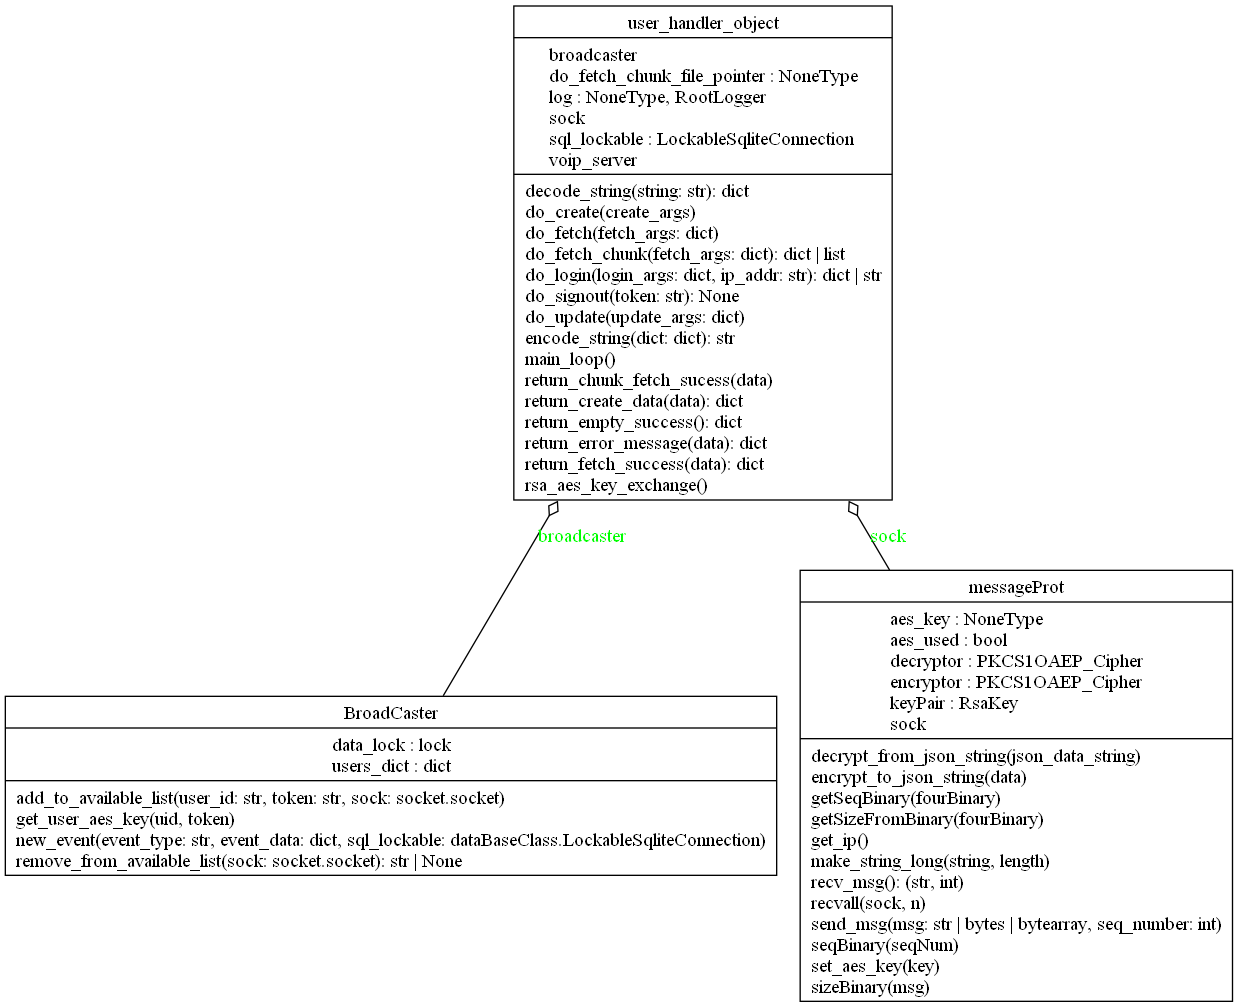 user_handler_object
broadcaster
do_fetch_chunk_file_pointer : NoneType
log : NoneType, RootLogger
sock
sql_lockable : LockableSqliteConnection
voip_server
decode_string(string: str): dict
do_create(create_args)
do_fetch(fetch_args: dict)
do_fetch_chunk(fetch_args: dict): dict | list
do_login(login_args: dict, ip_addr: str): dict | str
do_signout(token: str): None
do_update(update_args: dict)
encode_string(dict: dict): str
main_loop()
return_chunk_fetch_sucess(data)
return_create_data(data): dict
return_empty_success(): dict
return_error_message(data): dict
return_fetch_success(data): dict
rsa_aes_key_exchange()
broadcaster
sock
messageProt
aes_key : NoneType
aes_used : bool
decryptor : PKCS1OAEP_Cipher
encryptor : PKCS1OAEP_Cipher
keyPair : RsaKey
sock
decrypt_from_json_string(json_data_string)
encrypt_to_json_string(data)
getSeqBinary(fourBinary)
getSizeFromBinary(fourBinary)
get_ip()
make_string_long(string, length)
recv_msg(): (str, int)
recvall(sock, n)
send_msg(msg: str | bytes | bytearray, seq_number: int)
seqBinary(seqNum)
set_aes_key(key)
sizeBinary(msg)
BroadCaster
data_lock : lock
users_dict : dict
add_to_available_list(user_id: str, token: str, sock: socket.socket)
get_user_aes_key(uid, token)
new_event(event_type: str, event_data: dict, sql_lockable: dataBaseClass.LockableSqliteConnection)
remove_from_available_list(sock: socket.socket): str | None